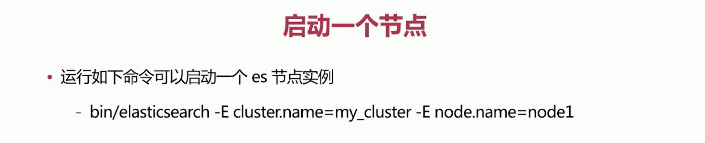 启动一个节点
• 运行如下命令可以启动一个 es 节点实例
- bin/elasticsearch -E cluster.name=my_cluster -E node.name=node1